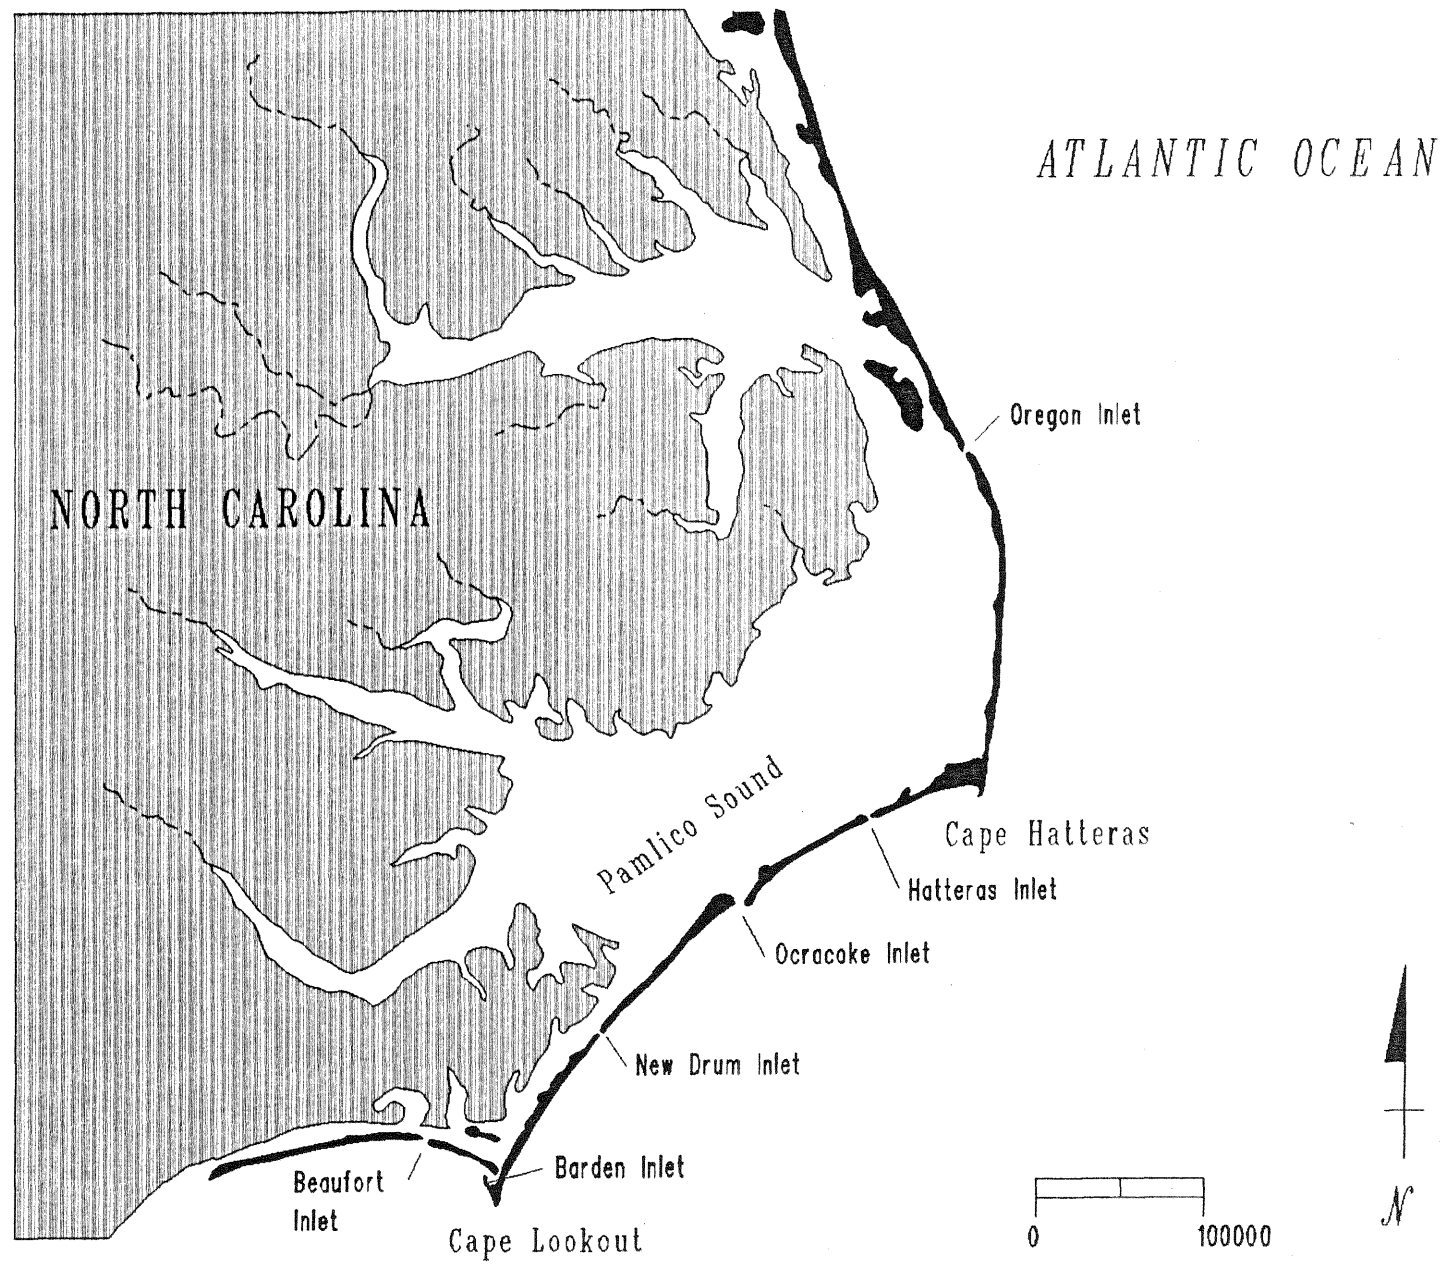 ATLANTIC OCEAN
Oregon Inlet
NORTH CAROLINA
Pamlico Sound
Cape Hatteras
Hatteras Inlet
Ocracoke Inlet
New Drum Inlet
Barden Inlet
Beaufort
Inlet
Cape Lookout
N
0 100000